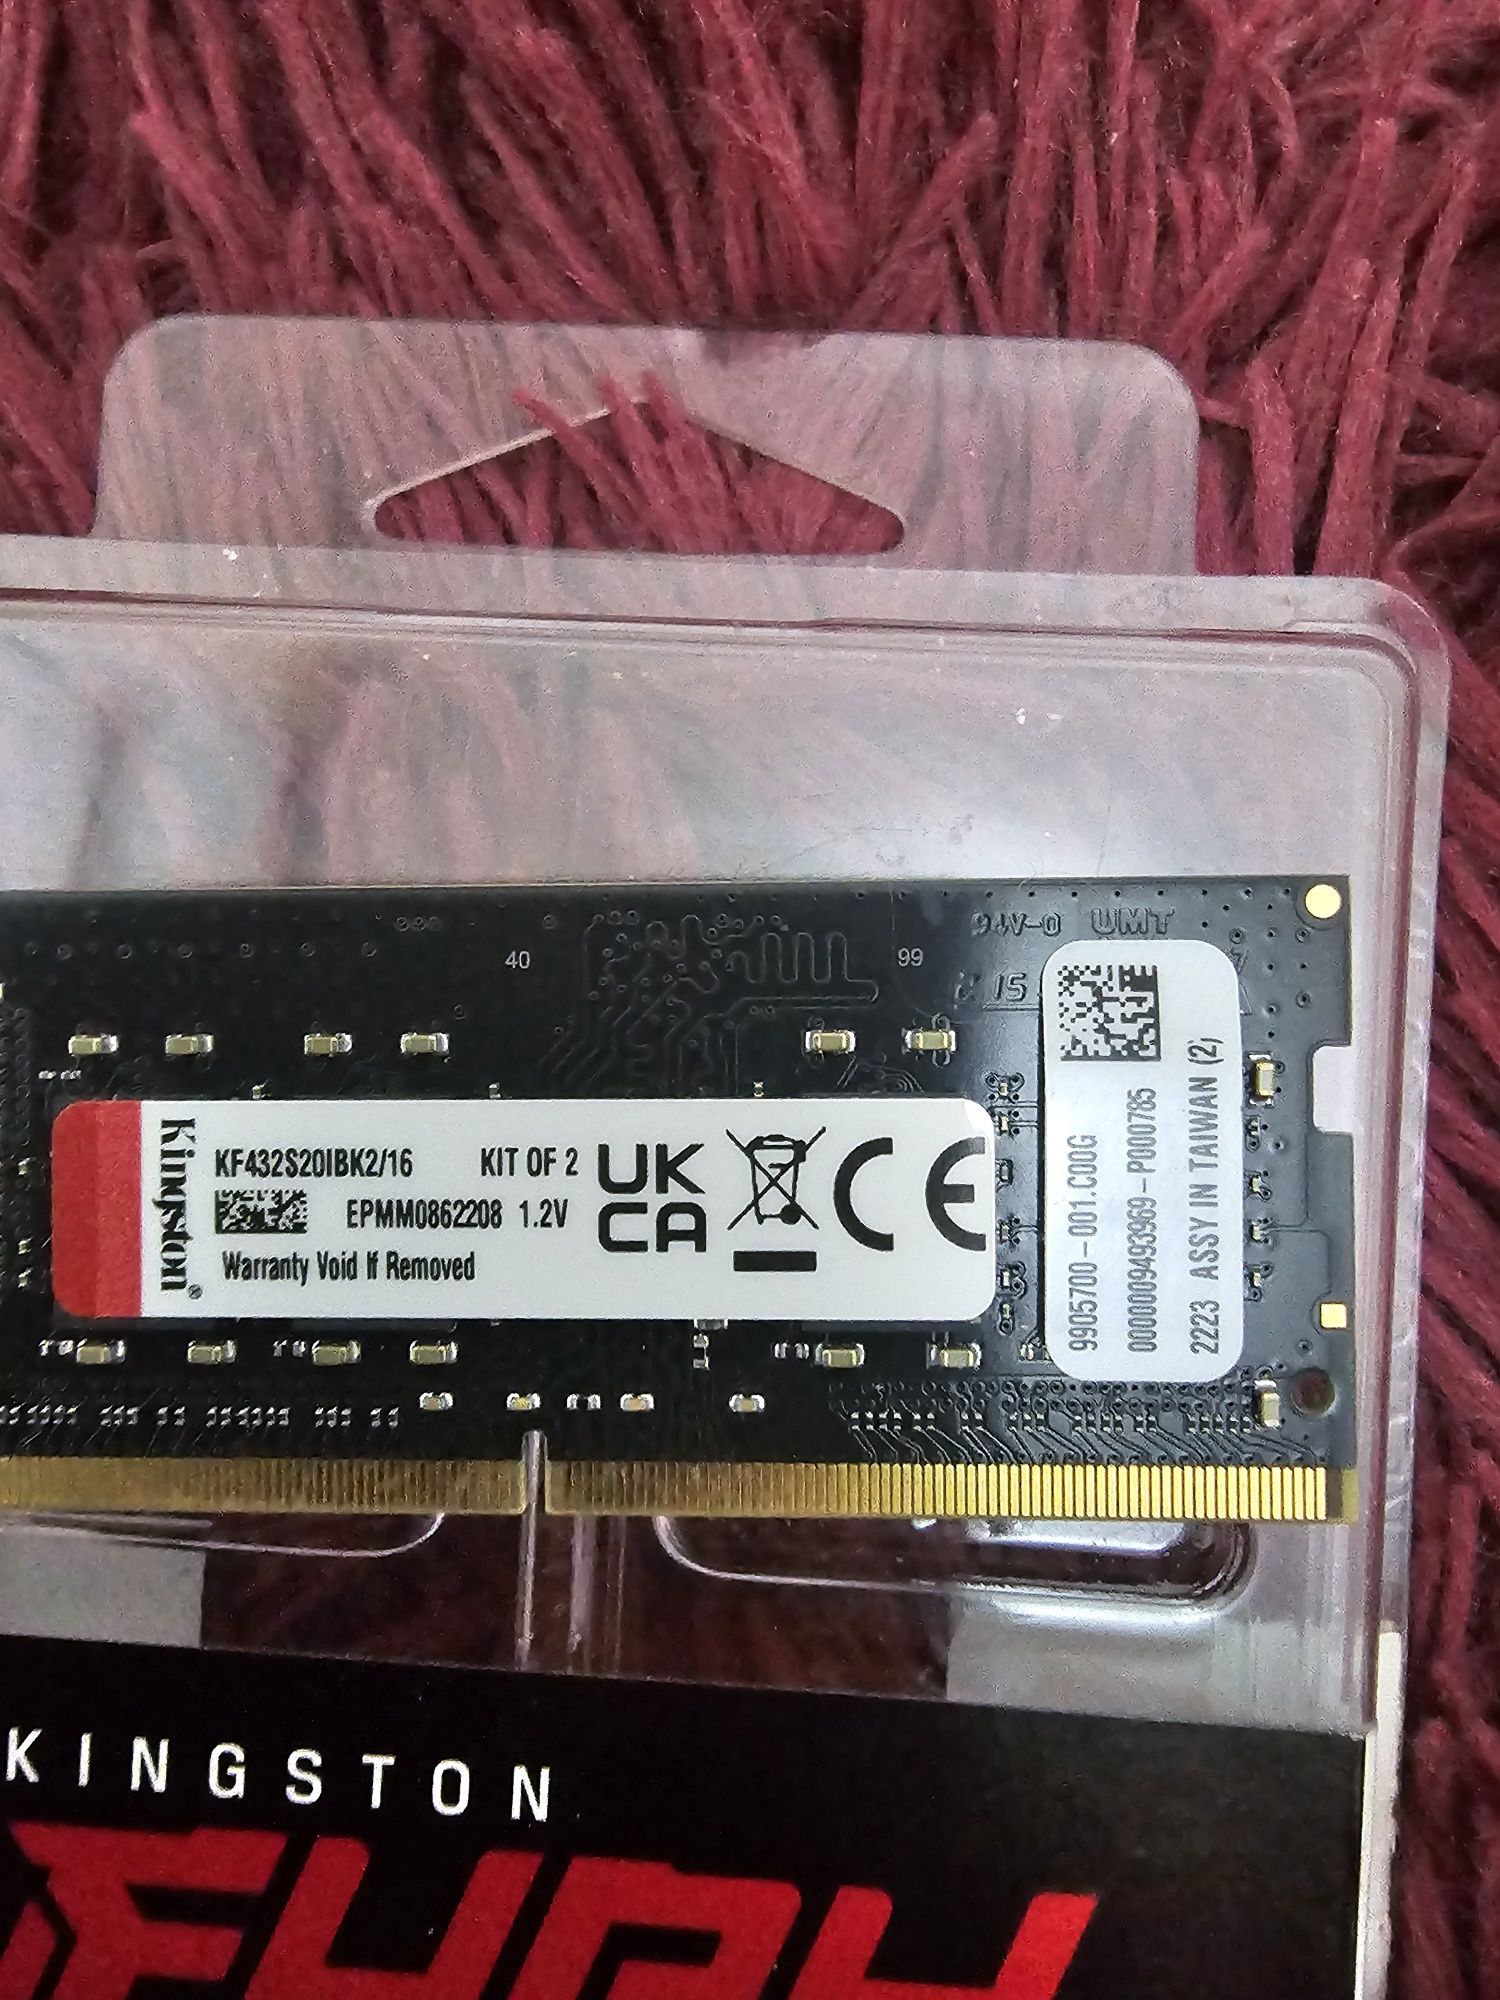 94V-0 UMT
40
99
Kingston®
KF432S20IBK2/16 KIT OF 2
EPMM0862208 1.2V
Warranty Void If Removed
UK
CA
CE
9905700-001.C00G
0000009493969-P000785
2223 ASSY IN TAIWAN (2)
KINGSTON
FURY